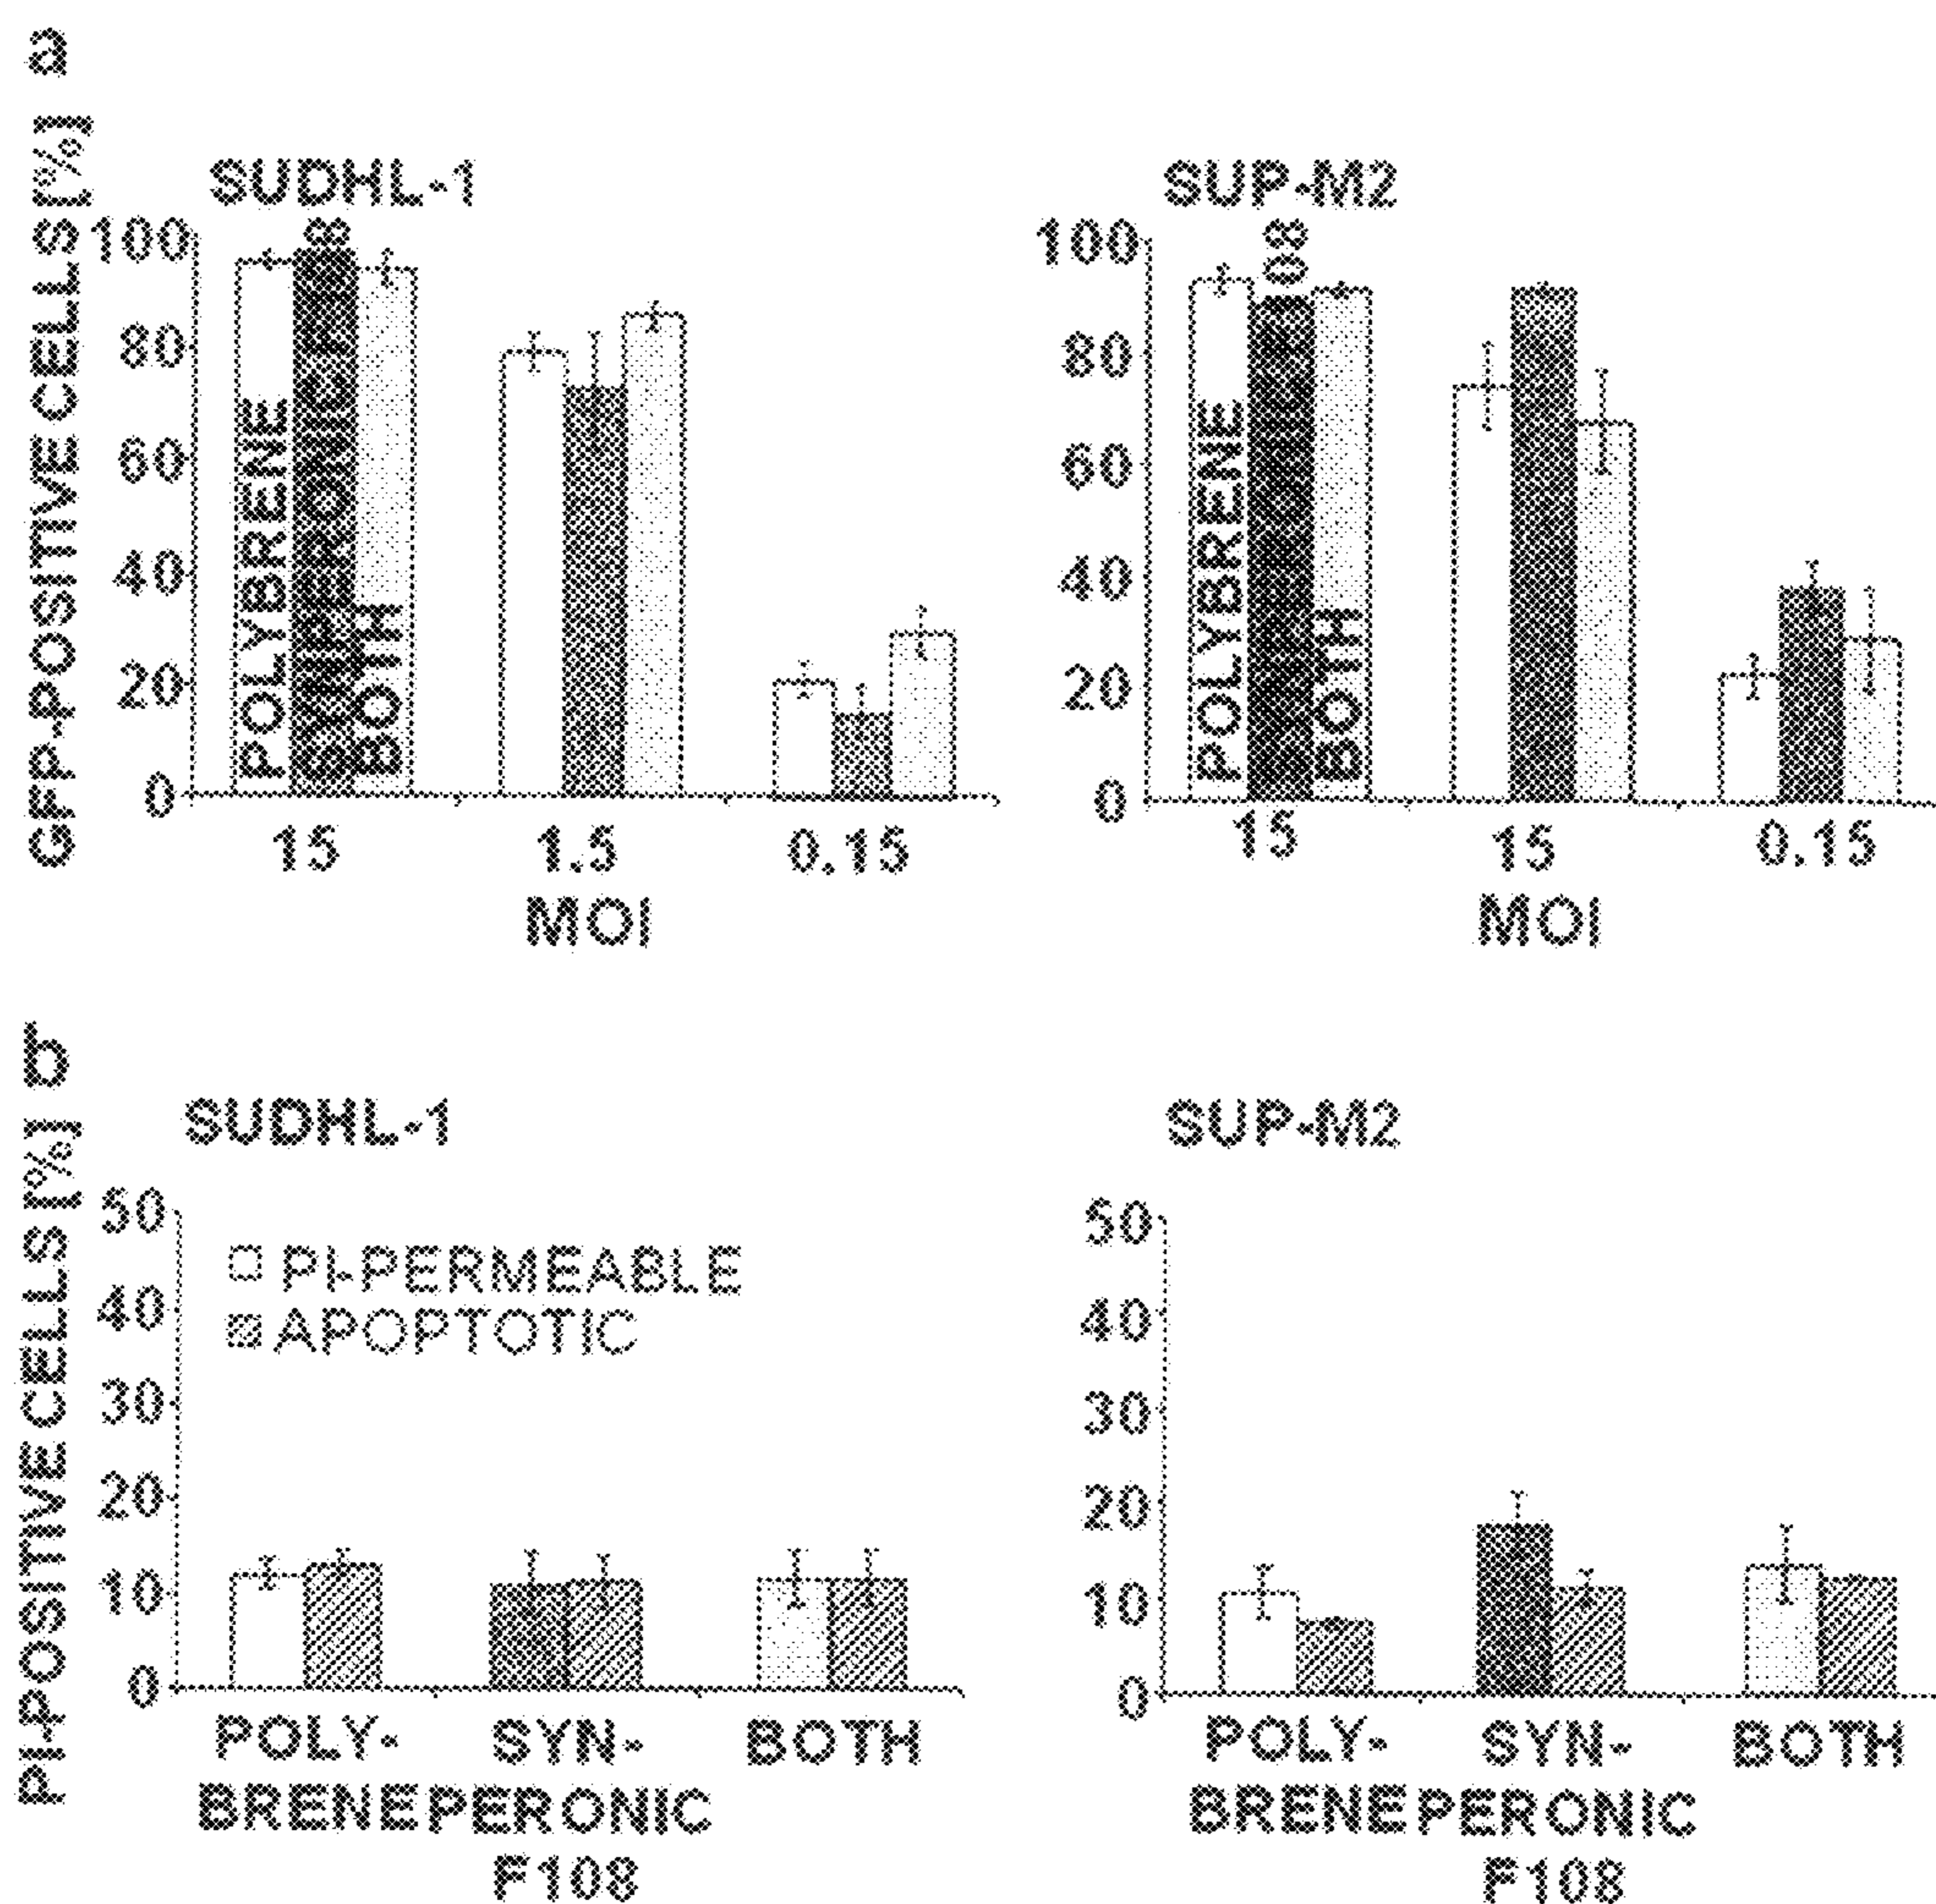 a
GFP-POSITIVE CELLS [%]
SUDHL-1
100
80
60
40
20
0
POLYBRENE
SYNPERONIC F108
BOTH
15
1.5
0.15
MOI
SUP-M2
100
80
60
40
20
0
POLYBRENE
SYNPERONIC F108
BOTH
15
15
0.15
MOI
b
PI-POSITIVE CELLS [%]
SUDHL-1
50
40
30
20
10
0
PI-PERMEABLE
APOPTOTIC
POLY-
BRENE
SYN-
PERONIC
F108
BOTH
SUP-M2
50
40
30
20
10
0
POLY-
BRENE
SYN-
PERONIC
F108
BOTH